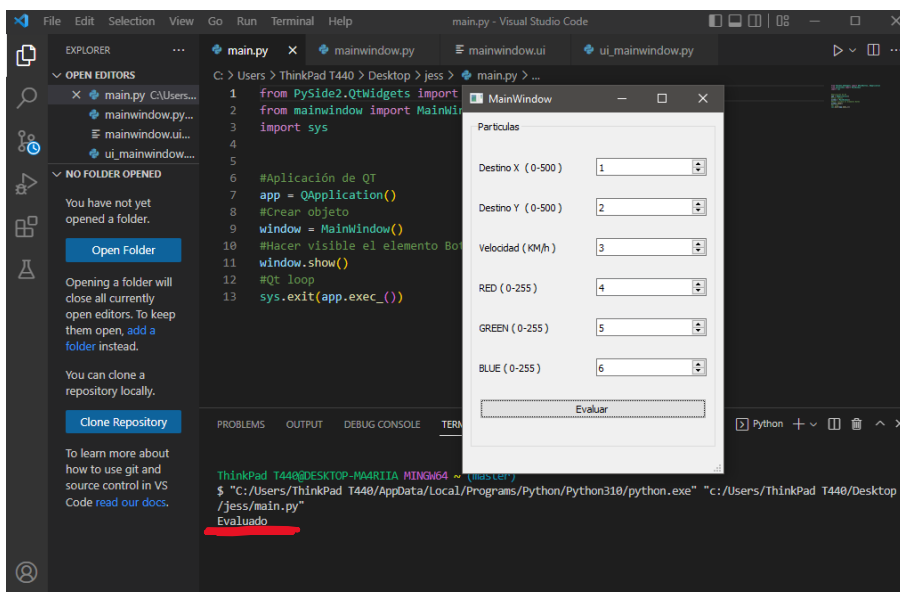 File Edit Selection View Go Run Terminal Help main.py - Visual Studio Code
EXPLORER
OPEN EDITORS
main.py C:\Users...
mainwindow.py...
mainwindow.ui...
ui_mainwindow....
NO FOLDER OPENED
You have not yet
opened a folder.
Open Folder
Opening a folder will
close all currently
open editors. To keep
them open, add a
folder instead.
You can clone a
repository locally.
Clone Repository
To learn more about
how to use git and
source control in VS
Code read our docs.
main.py mainwindow.py mainwindow.ui ui_mainwindow.py
C: > Users > ThinkPad T440 > Desktop > jess > main.py > ...
1 from PySide2.QtWidgets import
2 from mainwindow import MainWin
3 import sys
4
5
6 #Aplicación de QT
7 app = QApplication()
8 #Crear objeto
9 window = MainWindow()
10 #Hacer visible el elemento Bot
11 window.show()
12 #Qt loop
13 sys.exit(app.exec_())
MainWindow
Particulas
Destino X ( 0-500 ) 1
Destino Y ( 0-500 ) 2
Velocidad ( KM/h ) 3
RED ( 0-255 ) 4
GREEN ( 0-255 ) 5
BLUE ( 0-255 ) 6
Evaluar
PROBLEMS OUTPUT DEBUG CONSOLE TERM
Python
ThinkPad T440@DESKTOP-MA4RIIA MINGW64 ~ (master)
$ "C:/Users/ThinkPad T440/AppData/Local/Programs/Python/Python310/python.exe" "c:/Users/ThinkPad T440/Desktop
/jess/main.py"
Evaluado